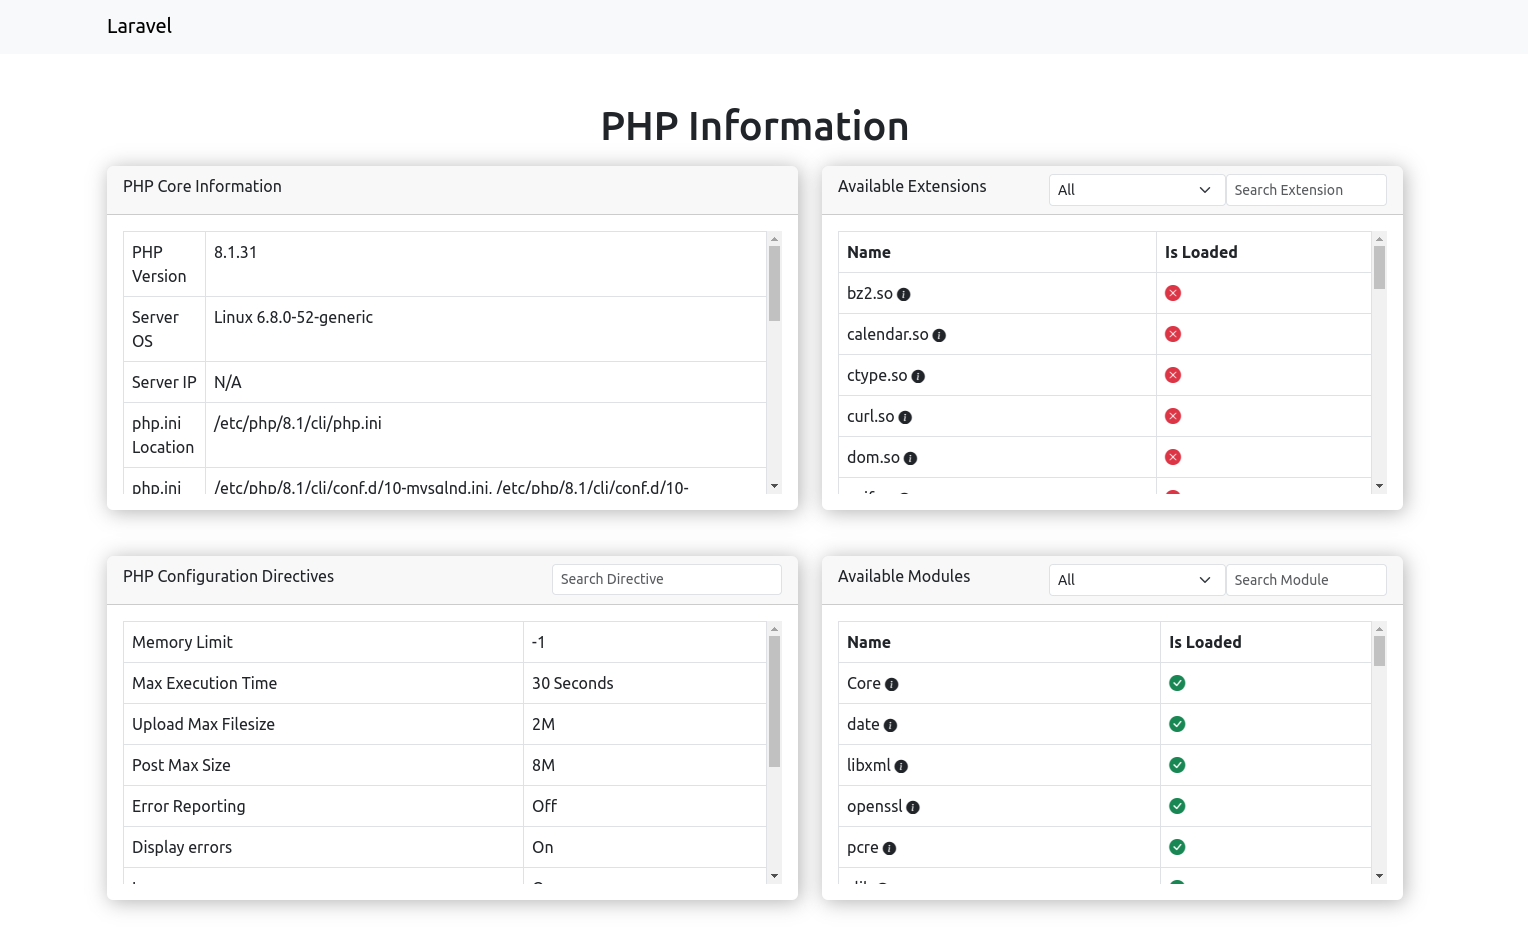 Laravel
PHP Information
PHP Core Information
PHP Version 8.1.31
Server OS Linux 6.8.0-52-generic
Server IP N/A
php.ini Location /etc/php/8.1/cli/php.ini
php.ini /etc/php/8.1/cli/conf.d/10-mysqlnd.ini, /etc/php/8.1/cli/conf.d/10-
Available Extensions All Search Extension
Name Is Loaded
bz2.so
calendar.so
ctype.so
curl.so
dom.so
PHP Configuration Directives Search Directive
Memory Limit -1
Max Execution Time 30 Seconds
Upload Max Filesize 2M
Post Max Size 8M
Error Reporting Off
Display errors On
Available Modules All Search Module
Name Is Loaded
Core
date
libxml
openssl
pcre